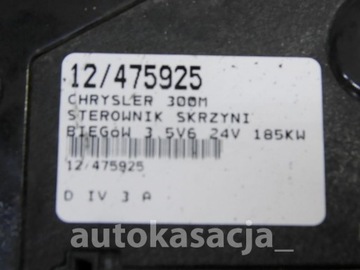 12/475925
CHRYSLER 300M
STEROWNIK SKRZYNI
BIEGÓW 3.5V6 24V 185KW
12/475925
D IV 3 A
autokasacja_